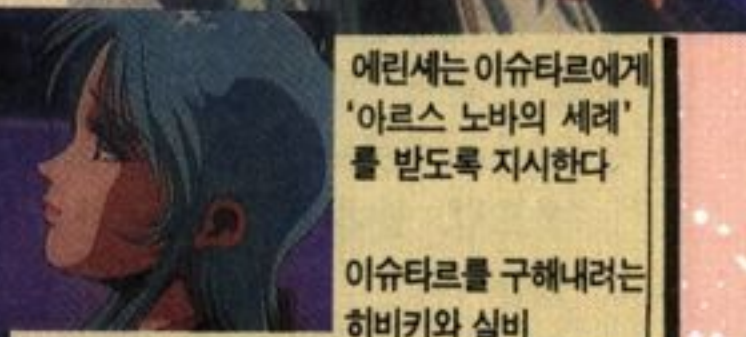 에린세는 이슈타르에게
‘아르스 노바의 세례’
를 받도록 지시한다
이슈타르를 구해내려는
히비키와 실비